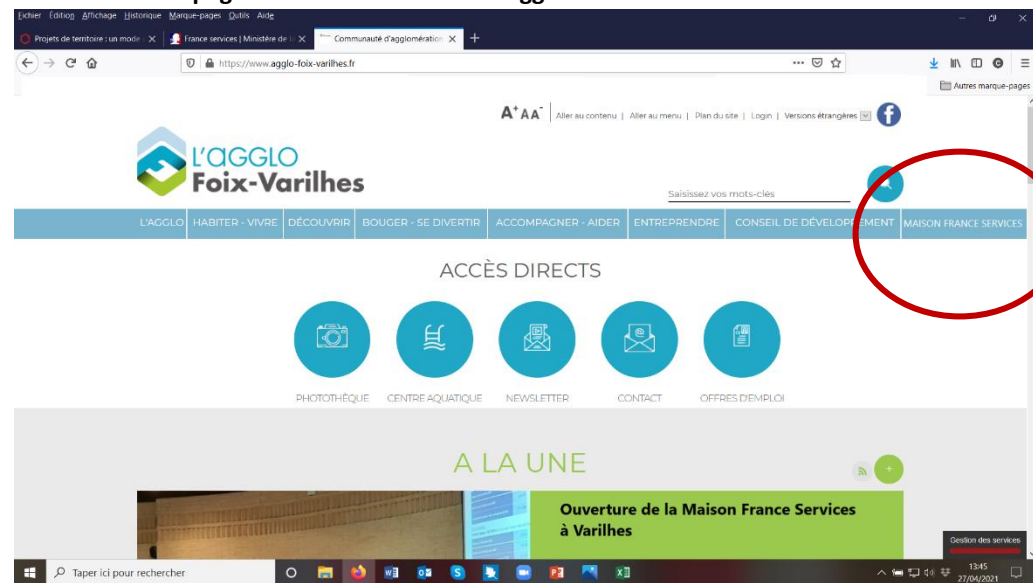 Fichier Édition Affichage Historique Marque-pages Outils Aide
Projets de territoire : un mode
France services | Ministère de
Communauté d'agglomération
https://www.agglo-foix-varilhes.fr
Autres marque-pages
A+ A A- Aller au contenu | Aller au menu | Plan du site | Login | Versions étrangères
L'AGGLO
Foix-Varilhes
Saisissez vos mots-clés
L'AGGLO HABITER - VIVRE DÉCOUVRIR BOUGER - SE DIVERTIR ACCOMPAGNER - AIDER ENTREPRENDRE CONSEIL DE DÉVELOPPEMENT MAISON FRANCE SERVICES
ACCÈS DIRECTS
PHOTOTHÈQUE CENTRE AQUATIQUE NEWSLETTER CONTACT OFFRES D'EMPLOI
A LA UNE
Ouverture de la Maison France Services
à Varilhes
Gestion des services
Taper ici pour rechercher
13:45
27/04/2021